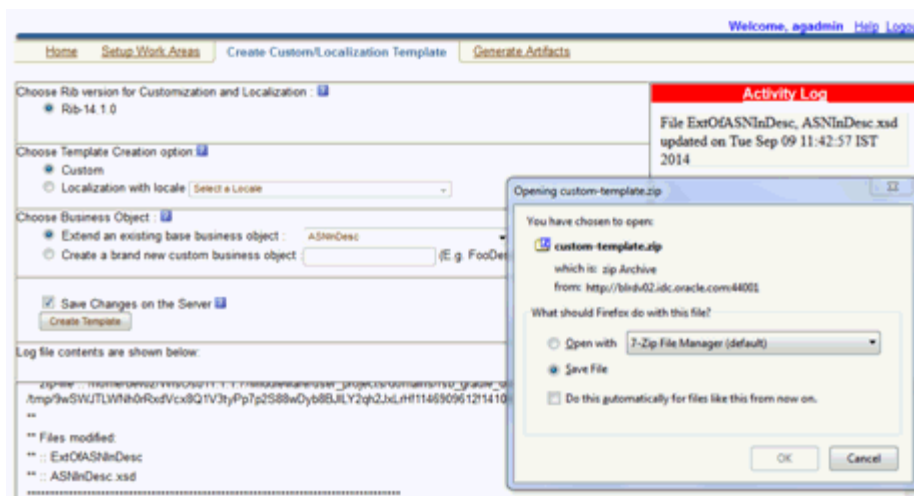 Welcome, agadmin Help Logou
Home Setup Work Areas Create Custom/Localization Template Generate Artifacts
Choose Rib version for Customization and Localization :
Rib-14.1.0
Choose Template Creation option:
Custom
Localization with locale Select a Locale
Choose Business Object :
Extend an existing base business object : ASNInDesc
Create a brand new custom business object : (E.g. FooDes
Save Changes on the Server
Create Template
Log file contents are shown below:
**
** Files modified:
** :: ExtOfASNInDesc
** :: ASNInDesc.xsd
Activity Log
File ExtOfASNInDesc, ASNInDesc.xsd
updated on Tue Sep 09 11:42:57 IST
2014
Opening custom-template.zip
You have chosen to open:
custom-template.zip
which is: zip Archive
from: http://blrdv02.idc.oracle.com:44001
What should Firefox do with this file?
Open with 7-Zip File Manager (default)
Save File
Do this automatically for files like this from now on.
OK Cancel